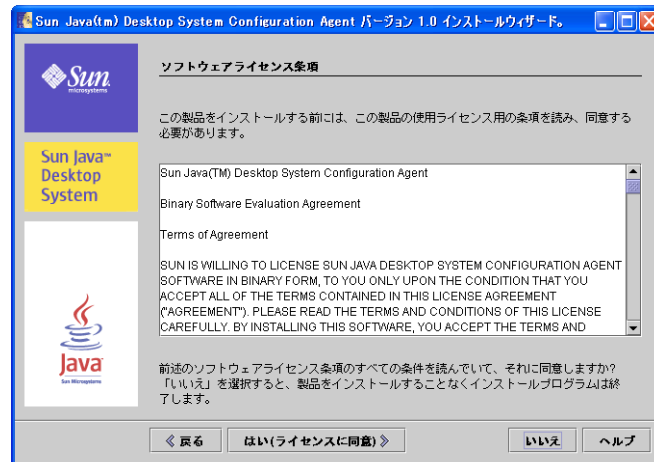 Sun Java(tm) Desktop System Configuration Agent バージョン 1.0 インストールウィザード。
Sun
microsystems
Sun Java™
Desktop
System
Java
Sun Microsystems
ソフトウェアライセンス条項
この製品をインストールする前には、この製品の使用ライセンス用の条項を読み、同意する
必要があります。
Sun Java(TM) Desktop System Configuration Agent
Binary Software Evaluation Agreement
Terms of Agreement
SUN IS WILLING TO LICENSE SUN JAVA DESKTOP SYSTEM CONFIGURATION AGENT
SOFTWARE IN BINARY FORM, TO YOU ONLY UPON THE CONDITION THAT YOU
ACCEPT ALL OF THE TERMS CONTAINED IN THIS LICENSE AGREEMENT
("AGREEMENT"). PLEASE READ THE TERMS AND CONDITIONS OF THIS LICENSE
CAREFULLY. BY INSTALLING THIS SOFTWARE, YOU ACCEPT THE TERMS AND
前述のソフトウェアライセンス条項のすべての条件を読んでいて、それに同意しますか?
「いいえ」を選択すると、製品をインストールすることなくインストールプログラムは終
了します。
《 戻る はい(ライセンスに同意) 》 いいえ ヘルプ